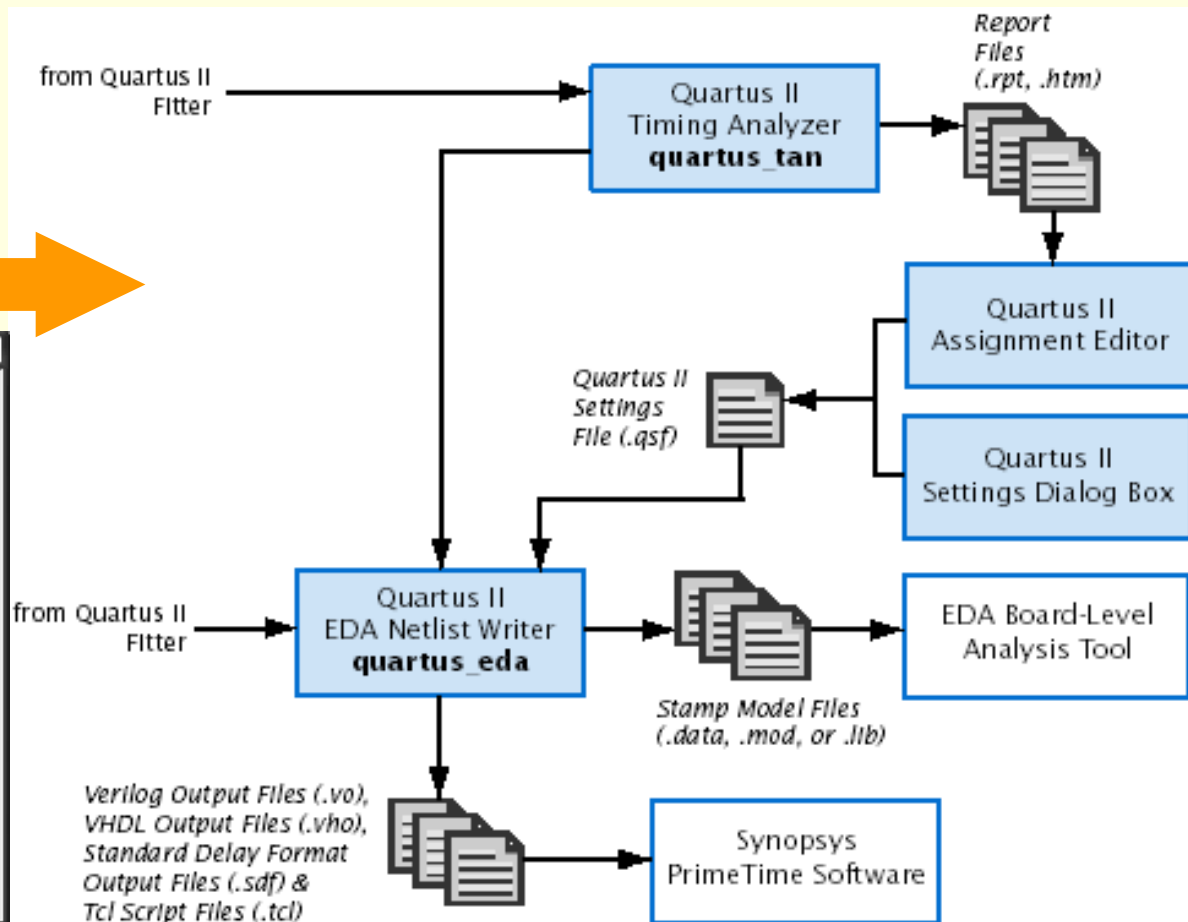 Report
Files
(.rpt, .htm)
from Quartus II
Fitter
Quartus II
Timing Analyzer
quartus_tan
Quartus II
Assignment Editor
Quartus II
Settings
File (.qsf)
Quartus II
Settings Dialog Box
from Quartus II
Fitter
Quartus II
EDA Netlist Writer
quartus_eda
EDA Board-Level
Analysis Tool
Stamp Model Files
(.data, .mod, or .lib)
Verilog Output Files (.vo),
VHDL Output Files (.vho),
Standard Delay Format
Output Files (.sdf) &
Tcl Script Files (.tcl)
Synopsys
PrimeTime Software